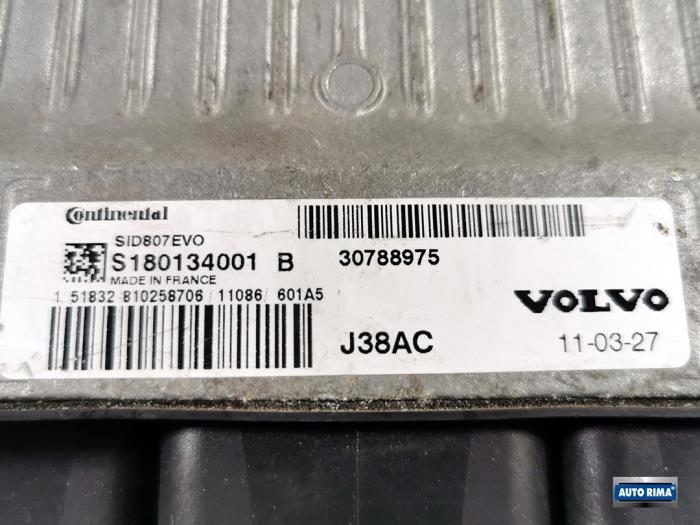 Continental
SID807EVO
S180134001 B
MADE IN FRANCE
1 51832 810258706 11086 601A5
30788975
VOLVO
J38AC
11-03-27
AUTO RIMA